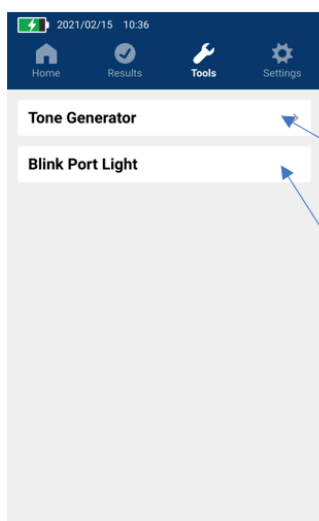 2021/02/15 10:36
Home Results Tools Settings
Tone Generator
Blink Port Light